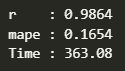 r    : 0.9864
mape : 0.1654
Time : 363.08